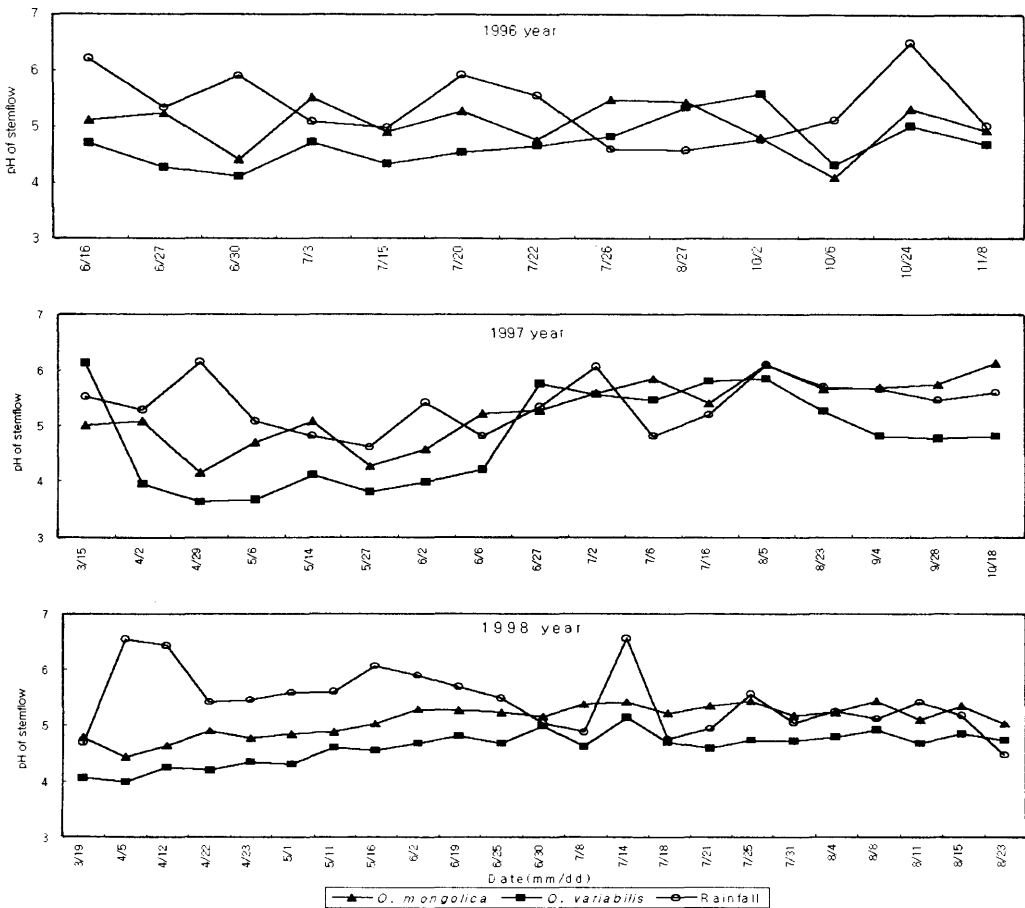 1996 year
7
6
5
4
3
pH of stemflow
6/16 6/27 6/30 7/3 7/15 7/20 7/22 7/26 8/27 10/2 10/6 10/24 11/8
1997 year
7
6
5
4
3
pH of stemflow
3/15 4/2 4/29 5/6 5/14 5/27 6/2 6/6 6/27 7/2 7/6 7/16 8/5 8/23 9/4 9/28 10/18
1998 year
7
6
5
4
3
pH of stemflow
3/19 4/5 4/12 4/22 4/23 5/1 5/11 5/16 6/2 6/19 6/25 6/30 7/8 7/14 7/18 7/21 7/25 7/31 8/4 8/8 8/11 8/15 8/23
Date(mm/dd)
Q. mongolica Q. variabilis Rainfall